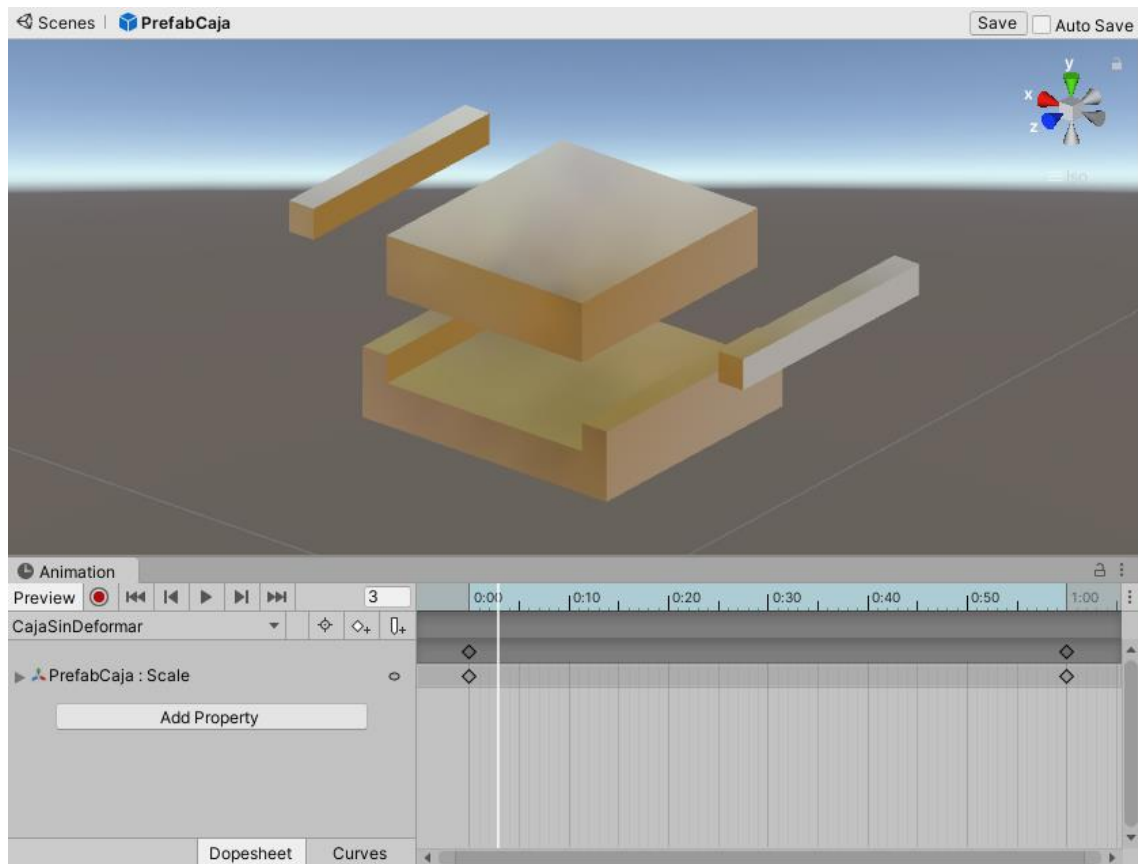 Scenes PrefabCaja Save Auto Save
y
x
z
Iso
Animation
Preview 3 0:00 0:10 0:20 0:30 0:40 0:50 1:00
CajaSinDeformar
PrefabCaja : Scale
Add Property
Dopesheet Curves